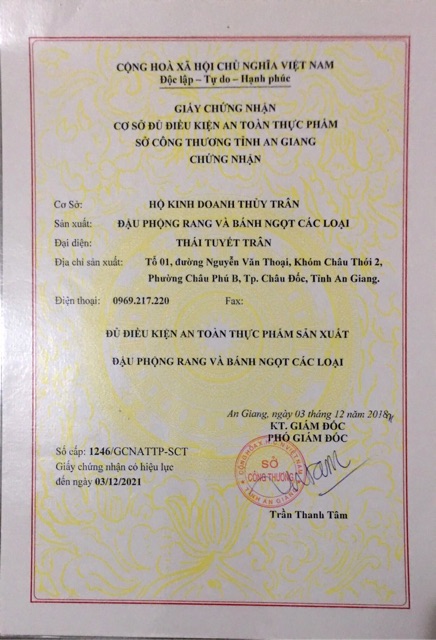 CỘNG HOÀ XÃ HỘI CHỦ NGHĨA VIỆT NAM
Độc lập – Tự do – Hạnh phúc
GIẤY CHỨNG NHẬN
CƠ SỞ ĐỦ ĐIỀU KIỆN AN TOÀN THỰC PHẨM
SỞ CÔNG THƯƠNG TỈNH AN GIANG
CHỨNG NHẬN
Cơ Sở: HỘ KINH DOANH THÙY TRÂN
Sản xuất: ĐẬU PHỘNG RANG VÀ BÁNH NGỌT CÁC LOẠI
Đại diện: THÁI TUYẾT TRÂN
Địa chỉ sản xuất: Tổ 01, đường Nguyễn Văn Thoại, Khóm Châu Thới 2,
Phường Châu Phú B, Tp. Châu Đốc, Tỉnh An Giang.
Điện thoại: 0969.217.220 Fax:
ĐỦ ĐIỀU KIỆN AN TOÀN THỰC PHẨM SẢN XUẤT
ĐẬU PHỘNG RANG VÀ BÁNH NGỌT CÁC LOẠI
An Giang, ngày 03 tháng 12 năm 2018
KT. GIÁM ĐỐC
PHÓ GIÁM ĐỐC
Số cấp: 1246/GCNATTP-SCT
Giấy chứng nhận có hiệu lực
đến ngày 03/12/2021
SỞ
CÔNG THƯƠNG
TỈNH AN GIANG
Trần Thanh Tâm